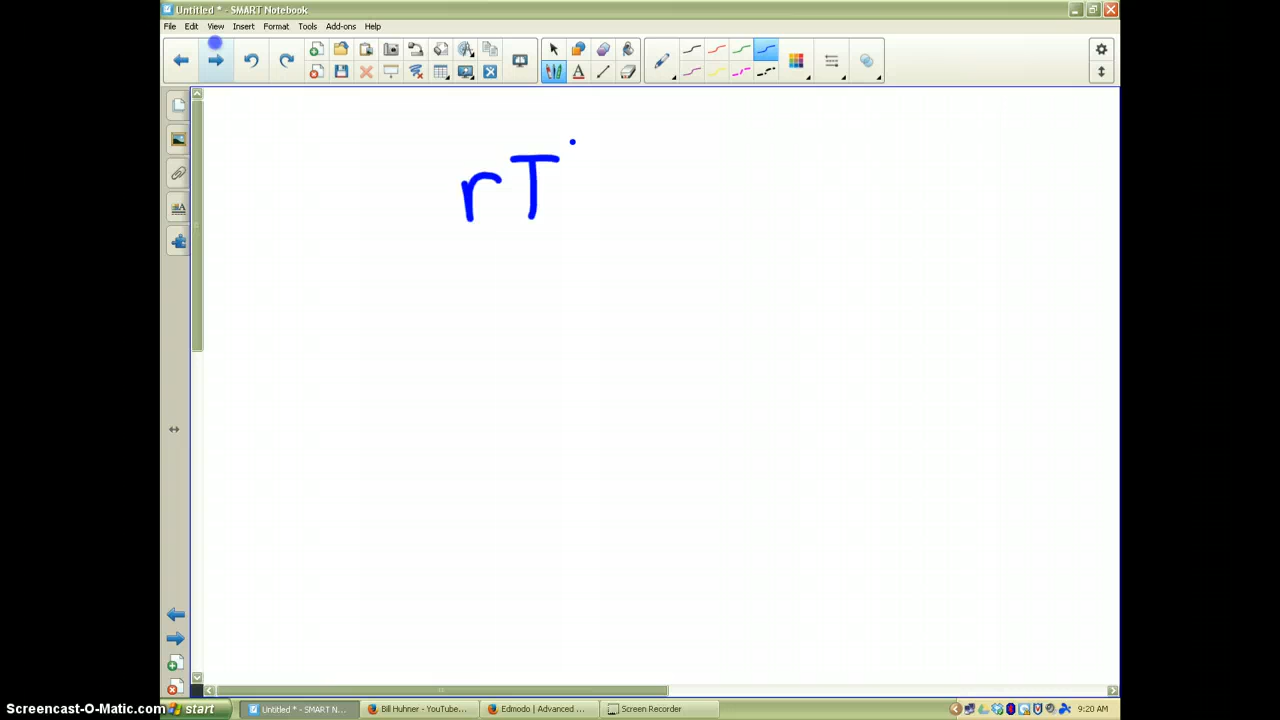 Untitled * - SMART Notebook
File Edit View Insert Format Tools Add-ons Help
rT
Screencast-O-Matic.com
start
Untitled * - SMART N...
Bill Huhner - YouTube...
Edmodo | Advanced ...
Screen Recorder
9:20 AM